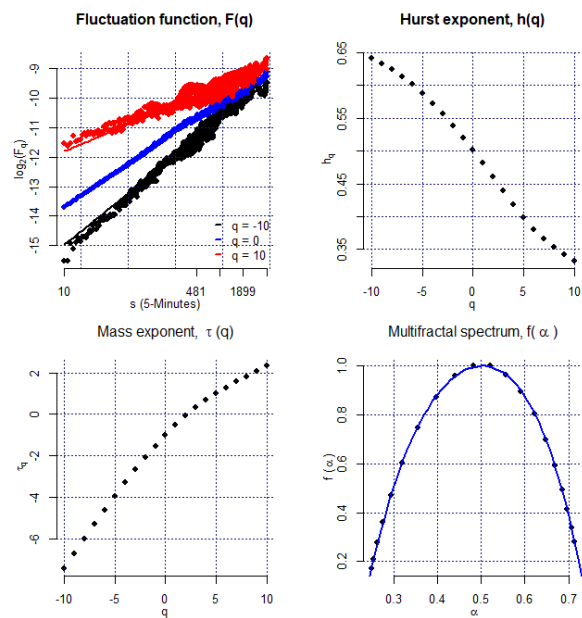 Fluctuation function, F(q)
log2(Fq)
-9
-10
-11
-12
-13
-14
-15
q = -10
q = 0
q = 10
10
481
1899
s (5-Minutes)
Hurst exponent, h(q)
hq
0.65
0.55
0.45
0.35
-10
-5
0
5
10
q
Mass exponent, τ (q)
τq
2
0
-2
-4
-6
-10
-5
0
5
10
q
Multifractal spectrum, f( α )
f (α)
1.0
0.8
0.6
0.4
0.2
0.3
0.4
0.5
0.6
0.7
α